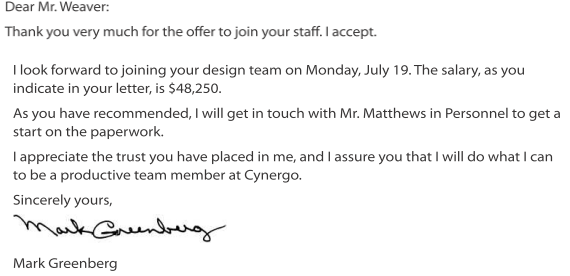 Dear Mr. Weaver:
Thank you very much for the offer to join your staff. I accept.
I look forward to joining your design team on Monday, July 19. The salary, as you
indicate in your letter, is $48,250.
As you have recommended, I will get in touch with Mr. Matthews in Personnel to get a
start on the paperwork.
I appreciate the trust you have placed in me, and I assure you that I will do what I can
to be a productive team member at Cynergo.
Sincerely yours,
Mark Greenberg
Mark Greenberg